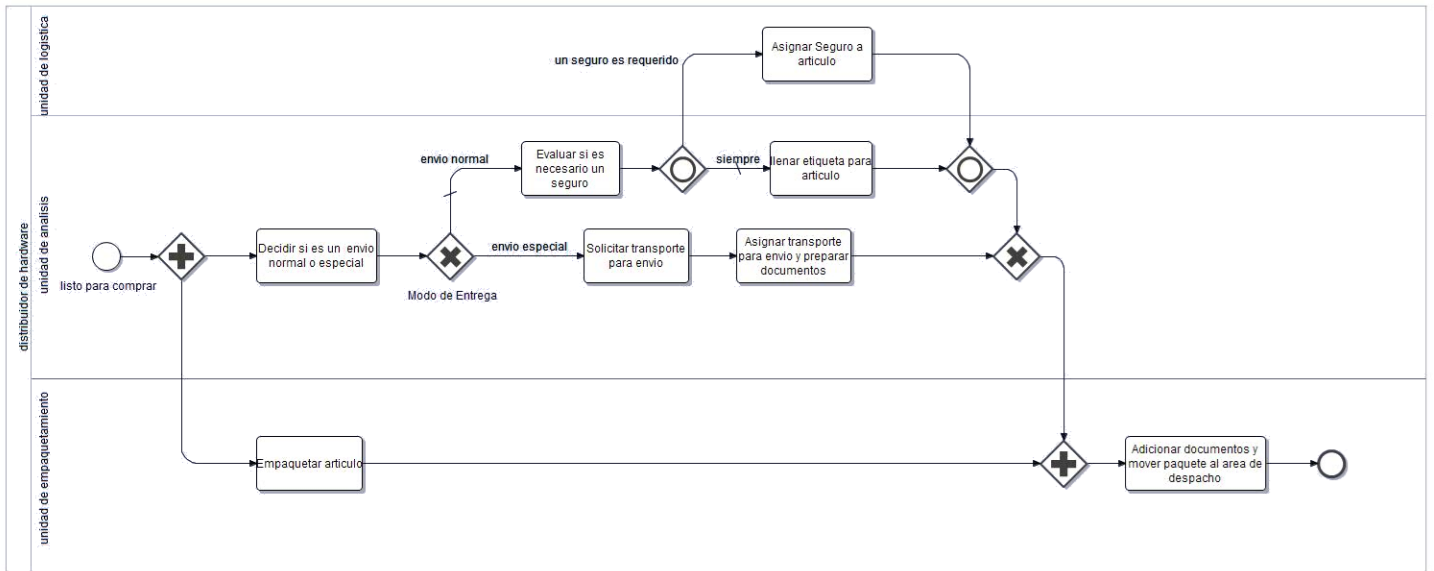 distribuidor de hardware
unidad de logistica
un seguro es requerido
Asignar Seguro a
articulo
unidad de analisis
envio normal
Evaluar si es
necesario un
seguro
siempre
llenar etiqueta para
articulo
listo para comprar
Decidir si es un envio
normal o especial
Modo de Entrega
envio especial
Solicitar transporte
para envio
Asignar transporte
para envio y preparar
documentos
unidad de empaquetamiento
Empaquetar articulo
Adicionar documentos y
mover paquete al area de
despacho